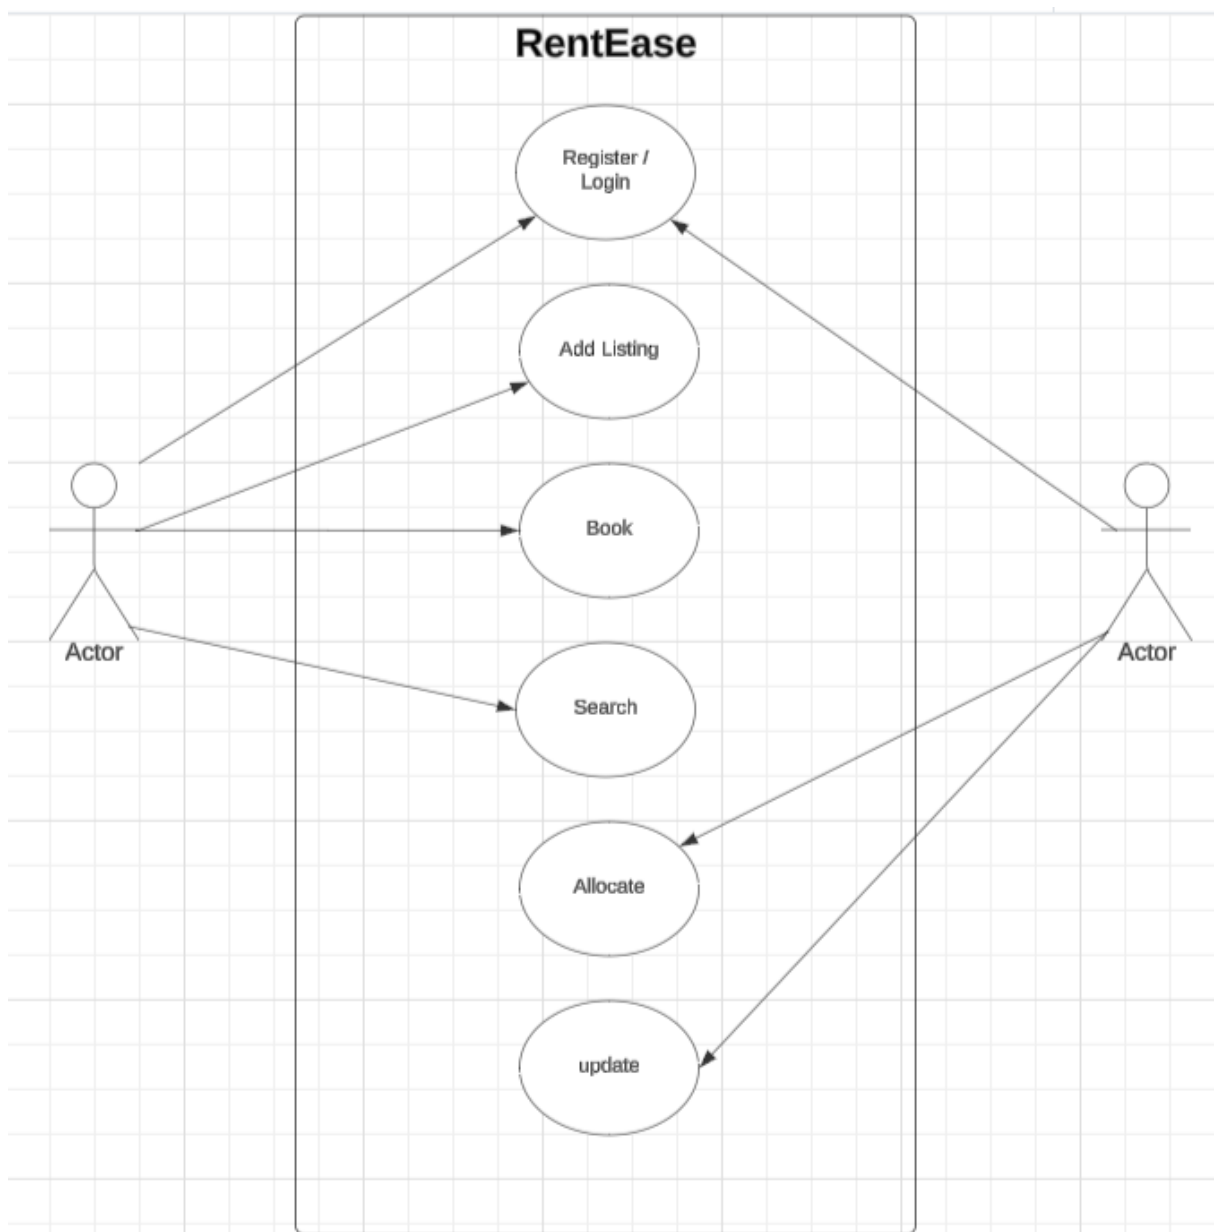 RentEase
Register /
Login
Add Listing
Book
Actor
Actor
Search
Allocate
update